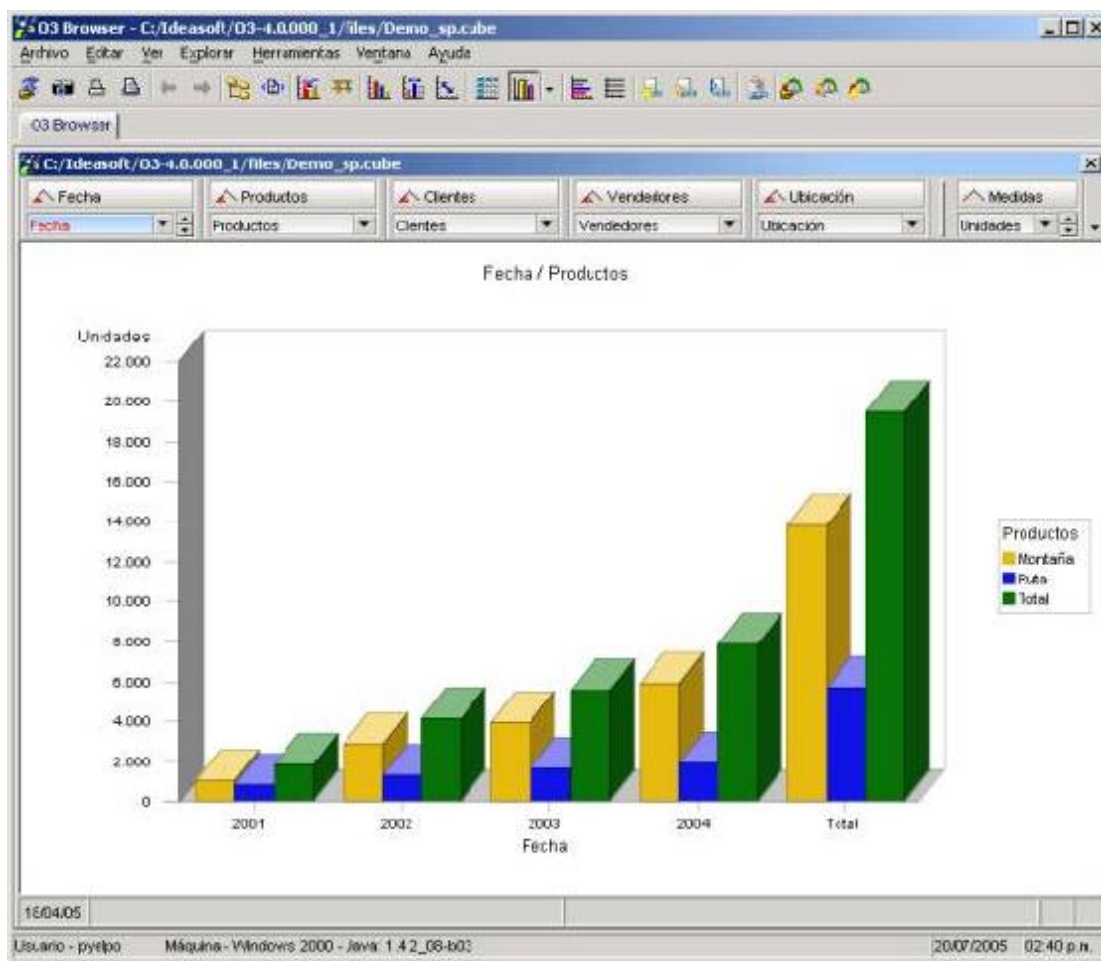 O3 Browser - C:/Ideasoft/O3-4.0.000_1/files/Demo_sp.cube
Archivo Editar Ver Explorar Herramientas Ventana Ayuda
O3 Browser
C:/Ideasoft/O3-4.0.000_1/files/Demo_sp.cube
Fecha Productos Clientes Vendedores Ubicación Medidas
Fecha Productos Clientes Vendedores Ubicación Unidades
Fecha / Productos
Unidades
22.000
20.000
18.000
16.000
14.000
12.000
10.000
8.000
6.000
4.000
2.000
0
2001 2002 2003 2004 Total
Fecha
Productos
Montaña
Ruta
Total
16/04/05
Usuario - pyelpo Máquina - Windows 2000 - Java: 1.4.2_08-b03 20/07/2005 02:40 p.m.